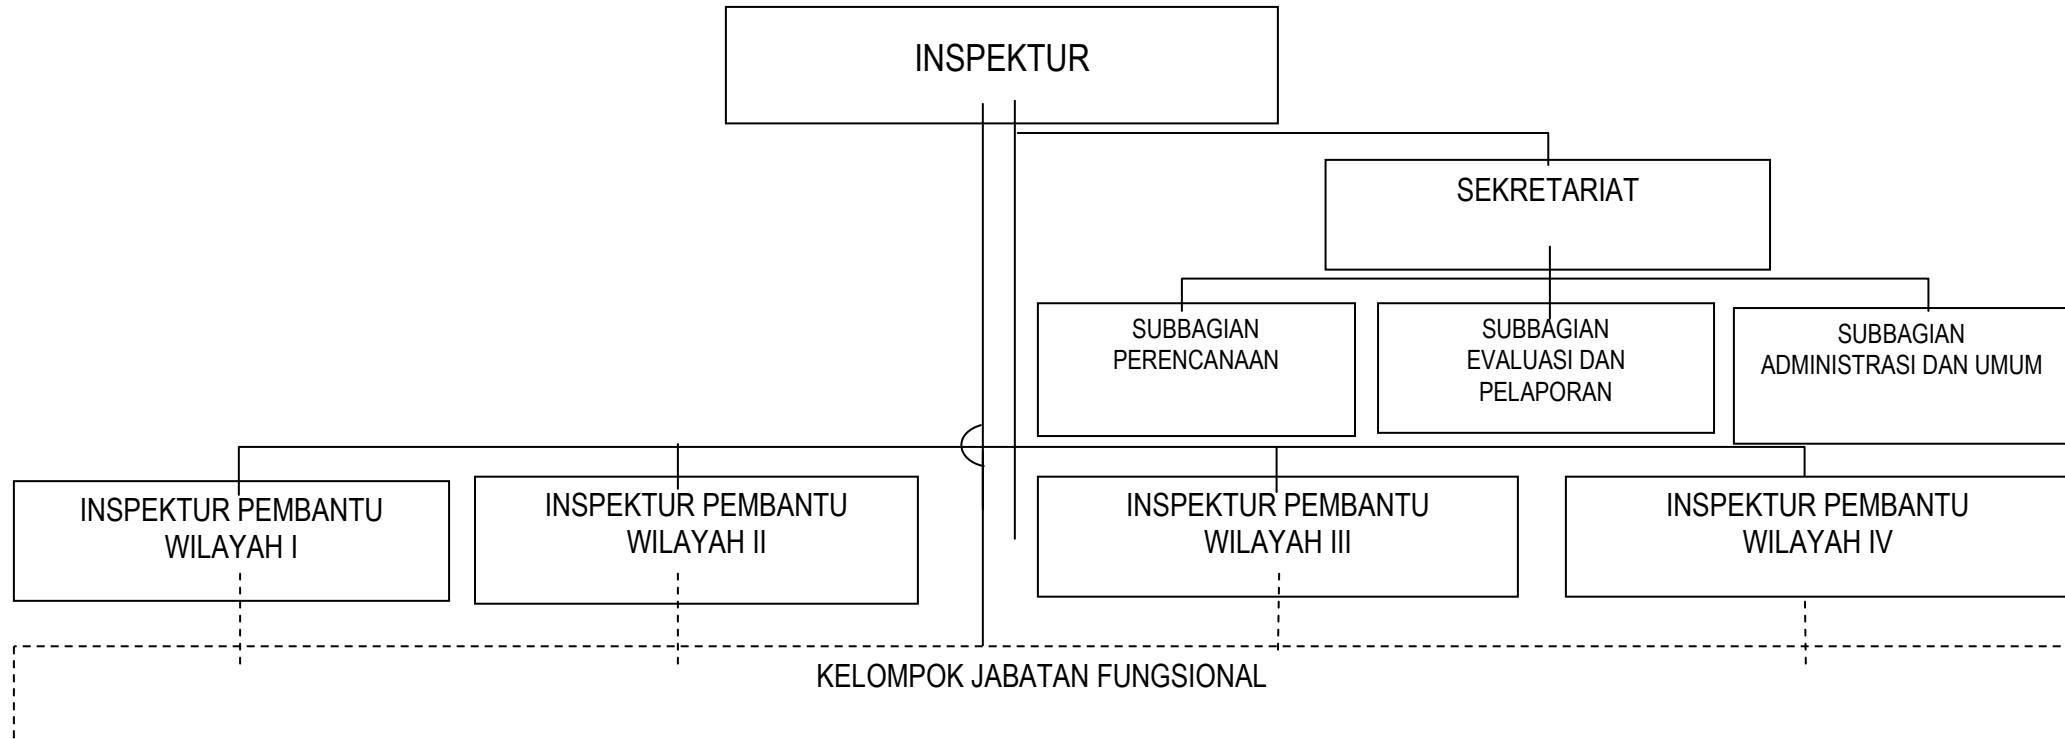 INSPEKTUR
SEKRETARIAT
SUBBAGIAN
PERENCANAAN
SUBBAGIAN
EVALUASI DAN
PELAPORAN
SUBBAGIAN
ADMINISTRASI DAN UMUM
INSPEKTUR PEMBANTU
WILAYAH I
INSPEKTUR PEMBANTU
WILAYAH II
INSPEKTUR PEMBANTU
WILAYAH III
INSPEKTUR PEMBANTU
WILAYAH IV
KELOMPOK JABATAN FUNGSIONAL